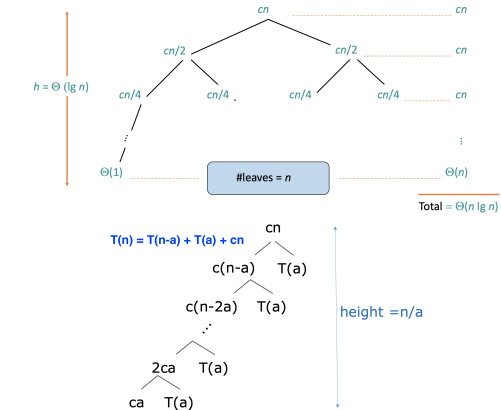 cn cn
cn/2 cn/2 cn
h = Θ (lg n)
cn/4 cn/4 cn/4 cn/4 cn
⋮ ⋮
Θ(1) #leaves = n Θ(n)
Total = Θ(n lg n)
cn
T(n) = T(n-a) + T(a) + cn
c(n-a) T(a)
c(n-2a) T(a)
height =n/a
⋰
2ca T(a)
ca T(a)